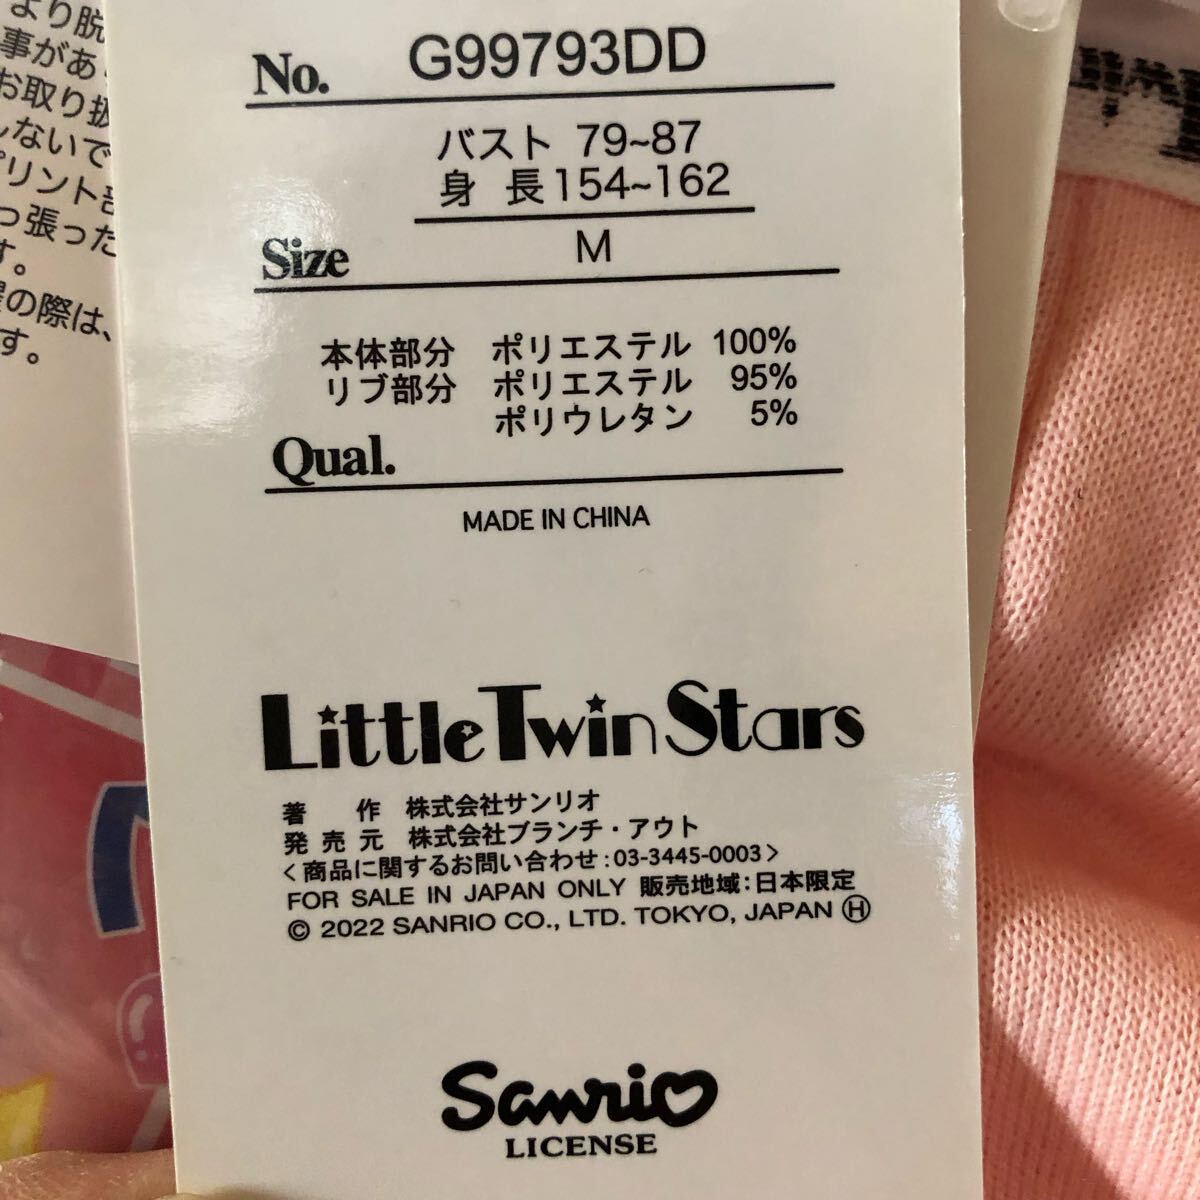 より脱
事があ
お取り扱
しないで
プリント部
っ張った
す。
の際は、
す。
No. G99793DD
バスト 79~87
身 長 154~162
Size M
本体部分 ポリエステル 100%
リブ部分 ポリエステル 95%
ポリウレタン 5%
Qual.
MADE IN CHINA
Little Twin Stars
著 作 株式会社サンリオ
発 売 元 株式会社ブランチ・アウト
<商品に関するお問い合わせ:03-3445-0003>
FOR SALE IN JAPAN ONLY 販売地域:日本限定
© 2022 SANRIO CO., LTD. TOKYO, JAPAN Ⓗ
Sanrio
LICENSE